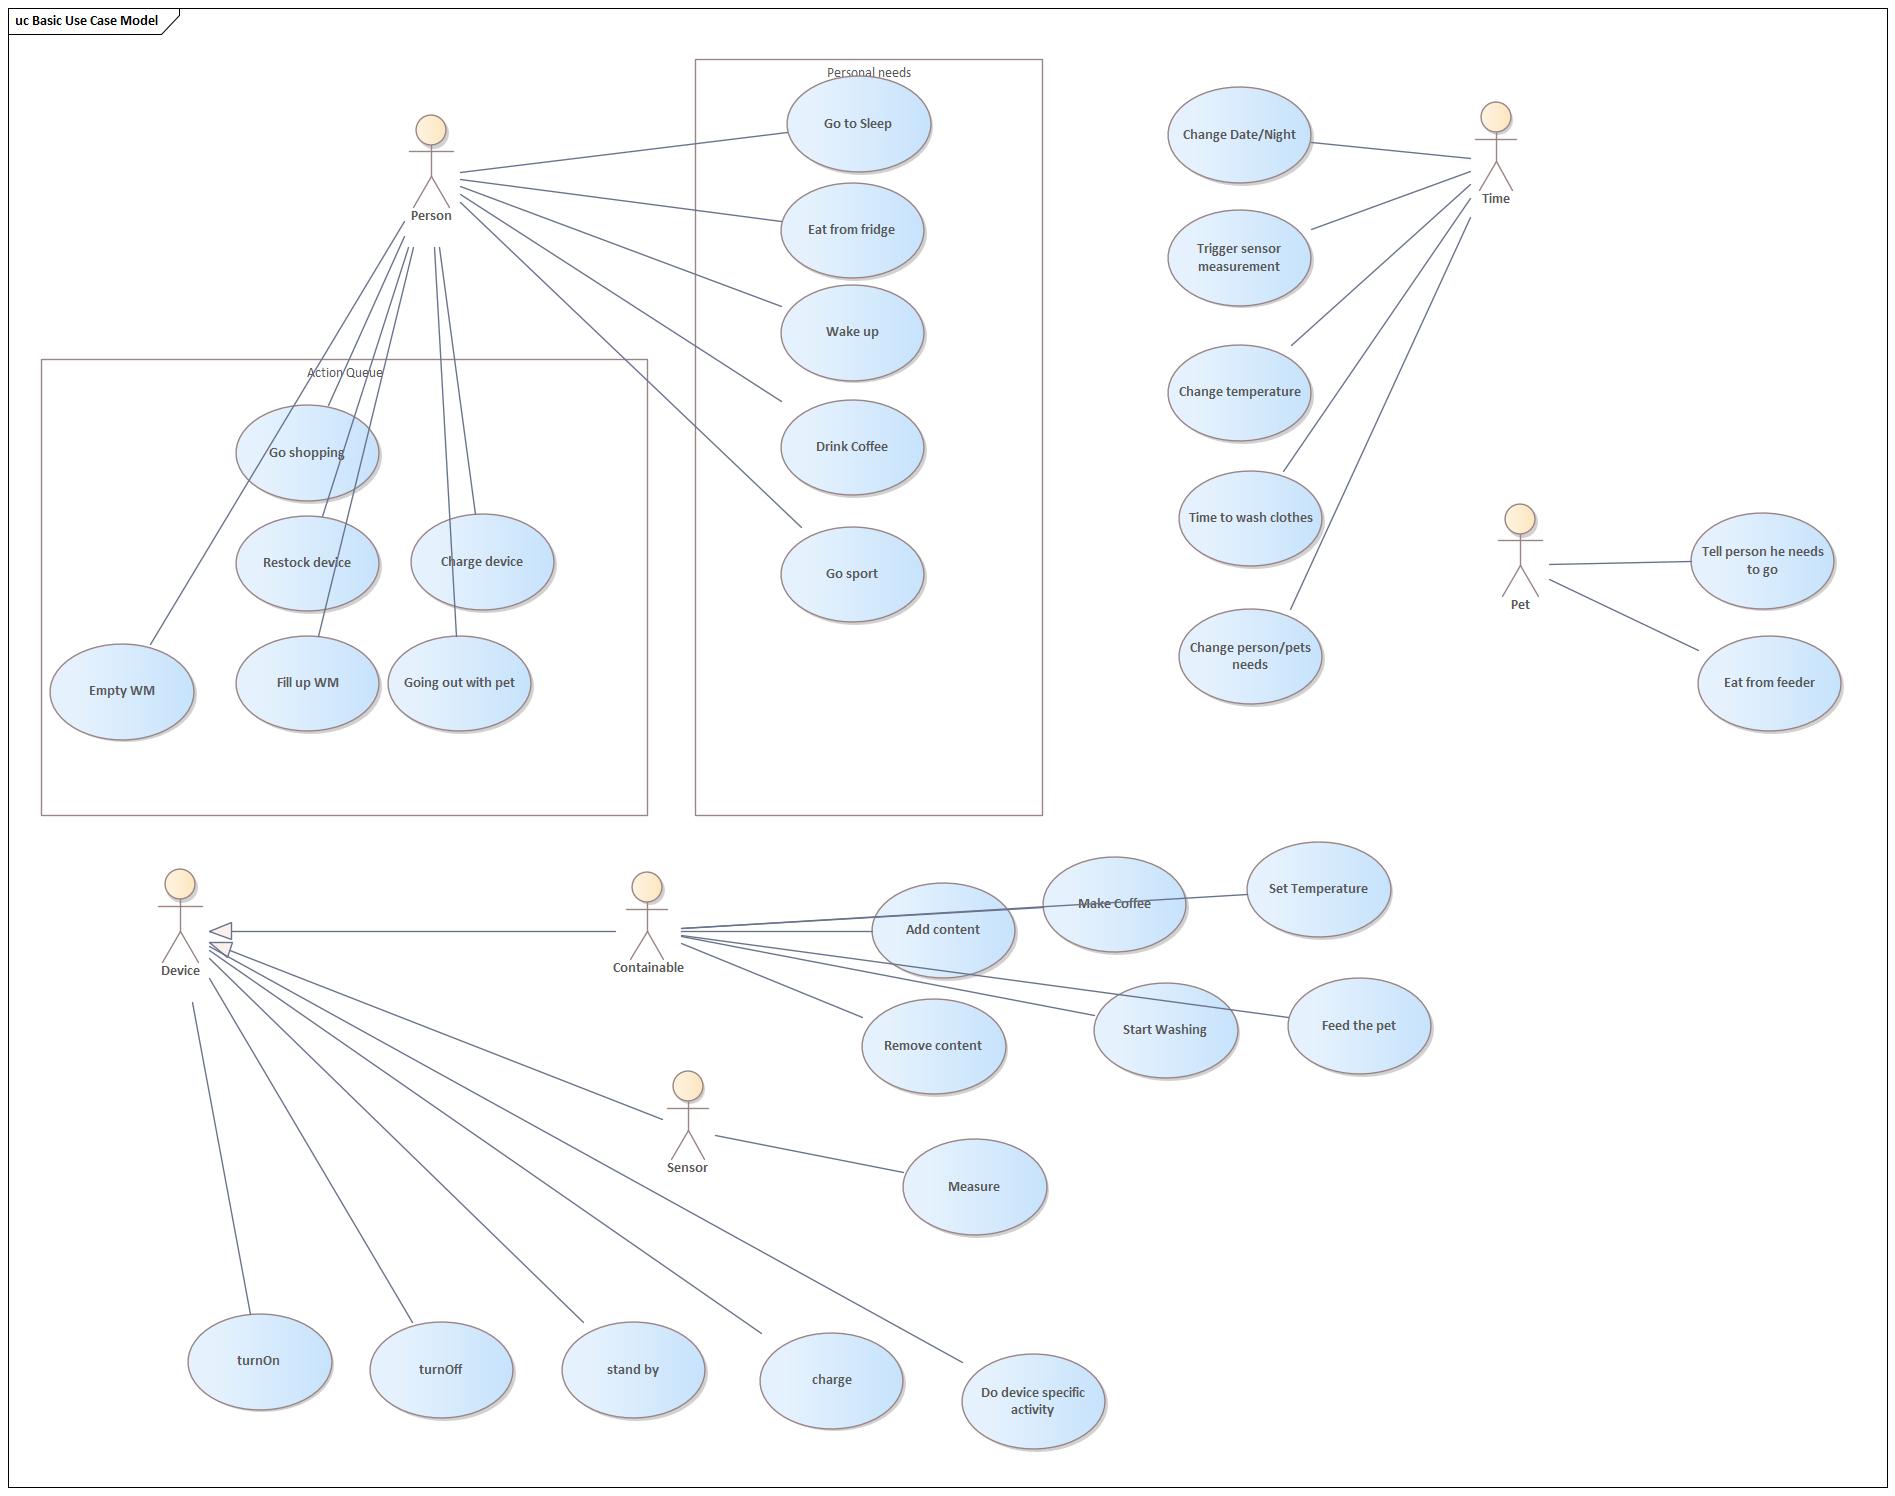 uc Basic Use Case Model
Personal needs
Go to Sleep
Change Date/Night
Person
Time
Eat from fridge
Trigger sensor
measurement
Wake up
Action Queue
Change temperature
Go shopping
Drink Coffee
Time to wash clothes
Restock device
Charge device
Go sport
Tell person he needs
to go
Pet
Change person/pets
needs
Empty WM
Fill up WM
Going out with pet
Eat from feeder
Device
Containable
Add content
Make Coffee
Set Temperature
Remove content
Start Washing
Feed the pet
Sensor
Measure
turnOn
turnOff
stand by
charge
Do device specific
activity